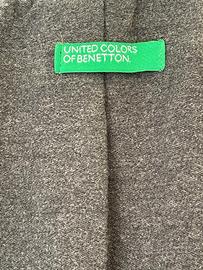 UNITED COLORS
OF BENETTON.